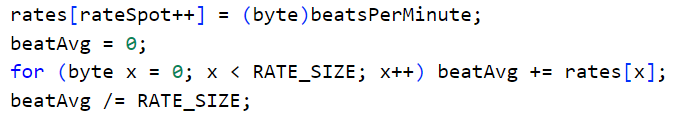 rates[rateSpot++] = (byte)beatsPerMinute;
beatAvg = 0;
for (byte x = 0; x < RATE_SIZE; x++) beatAvg += rates[x];
beatAvg /= RATE_SIZE;